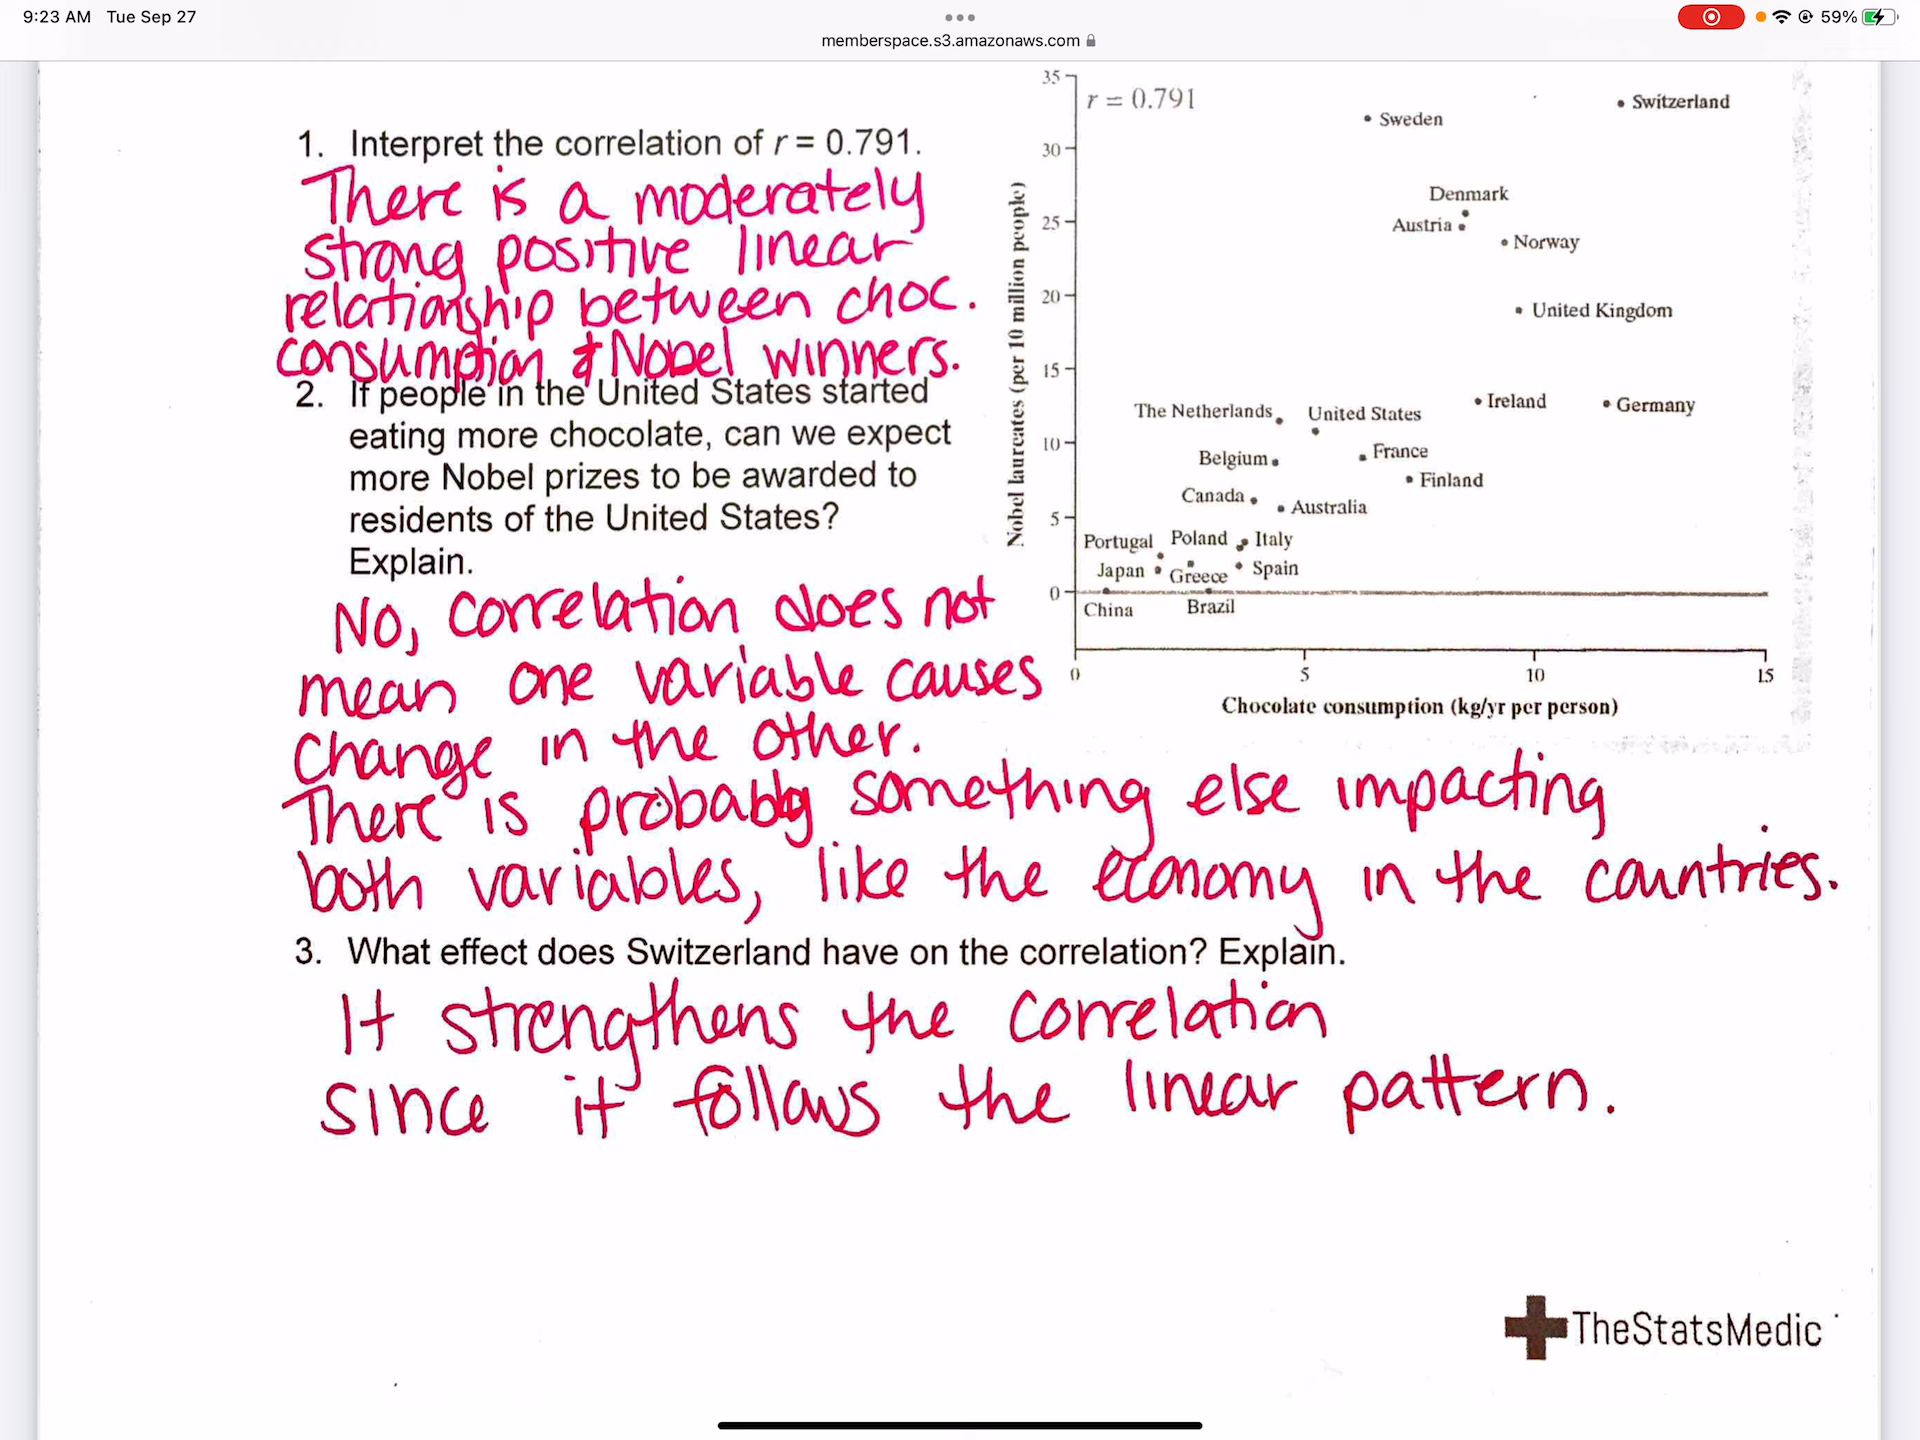 9:23 AM Tue Sep 27
59%
memberspace.s3.amazonaws.com
1. Interpret the correlation of r = 0.791.
There is a moderately
strong positive linear
relationship between choc.
consumption & Nobel winners.
2. If people in the United States started
eating more chocolate, can we expect
more Nobel prizes to be awarded to
residents of the United States?
Explain.
No, correlation does not
mean one variable causes
change in the other.
There is probably something else impacting
both variables, like the economy in the countries.
35
r = 0.791
Switzerland
Sweden
30
Denmark
25
Austria
Norway
20
United Kingdom
15
Ireland
Germany
The Netherlands
United States
10
Belgium
France
Finland
Canada
Australia
5
Portugal
Poland
Italy
Japan
Greece
Spain
0
China
Brazil
Nobel laureates (per 10 million people)
0 5 10 15
Chocolate consumption (kg/yr per person)
3. What effect does Switzerland have on the correlation? Explain.
It strengthens the correlation
since it follows the linear pattern.
TheStatsMedic